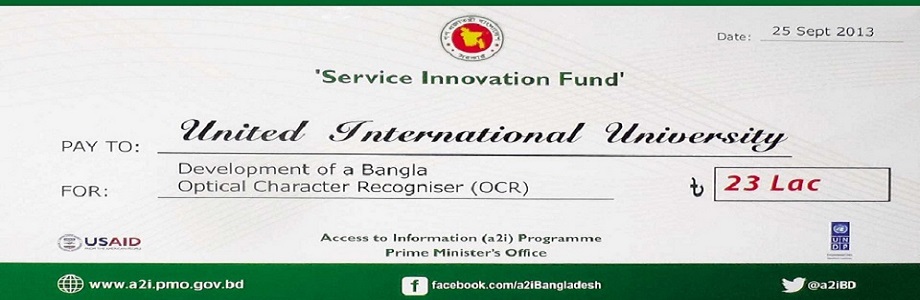 Date: 25 Sept 2013
'Service Innovation Fund'
PAY TO: United International University
FOR: Development of a Bangla
Optical Character Recogniser (OCR)
৳ 23 Lac
USAID
Access to Information (a2i) Programme
Prime Minister's Office
U N
D P
www.a2i.pmo.gov.bd
facebook.com/a2iBangladesh
@a2iBD